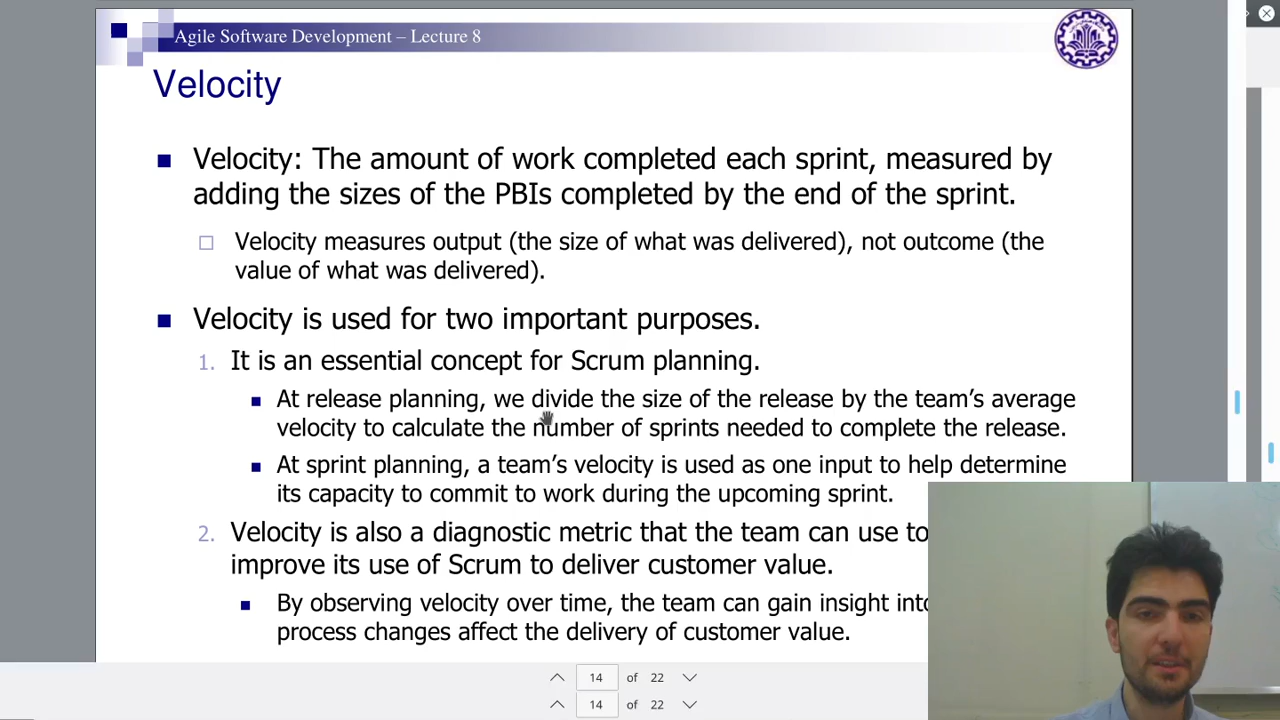 Agile Software Development – Lecture 8
Velocity
Velocity: The amount of work completed each sprint, measured by
adding the sizes of the PBIs completed by the end of the sprint.
Velocity measures output (the size of what was delivered), not outcome (the
value of what was delivered).
Velocity is used for two important purposes.
1. It is an essential concept for Scrum planning.
At release planning, we divide the size of the release by the team’s average
velocity to calculate the number of sprints needed to complete the release.
At sprint planning, a team’s velocity is used as one input to help determine
its capacity to commit to work during the upcoming sprint.
2. Velocity is also a diagnostic metric that the team can use to
improve its use of Scrum to deliver customer value.
By observing velocity over time, the team can gain insight into
process changes affect the delivery of customer value.
14 of 22
14 of 22